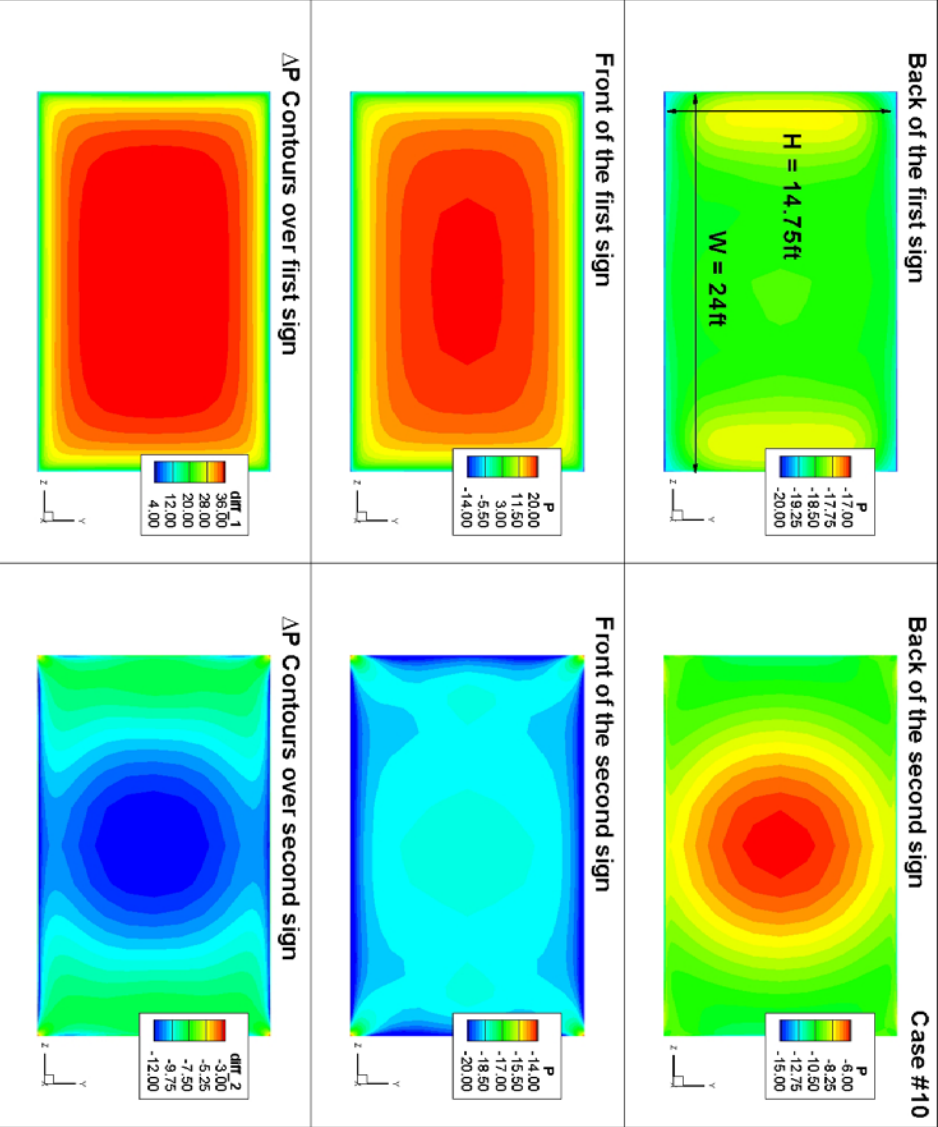 Back of the first sign
H = 14.75ft
W = 24ft
P
-17.00
-17.75
-18.50
-19.25
-20.00
Y
Z
Back of the second sign
Case #10
P
-6.00
-8.25
-10.50
-12.75
-15.00
Y
Z
Front of the first sign
P
20.00
11.50
3.00
-5.50
-14.00
Y
Z
Front of the second sign
P
-14.00
-15.50
-17.00
-18.50
-20.00
Y
Z
ΔP Contours over first sign
diff_1
36.00
28.00
20.00
12.00
4.00
Y
Z
ΔP Contours over second sign
diff_2
-3.00
-5.25
-7.50
-9.75
-12.00
Y
Z